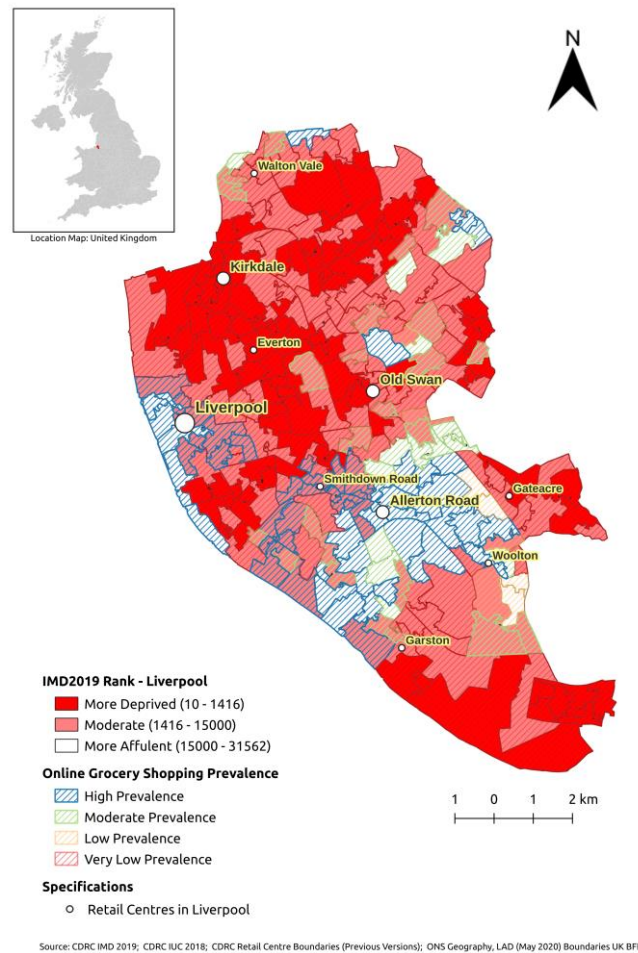 N
Location Map: United Kingdom
Walton Vale
Kirkdale
Everton
Old Swan
Liverpool
Smithdown Road
Gateacre
Allerton Road
Woolton
Garston
IMD2019 Rank - Liverpool
More Deprived (10 - 1416)
Moderate (1416 - 15000)
More Affulent (15000 - 31562)
Online Grocery Shopping Prevalence
High Prevalence
Moderate Prevalence
Low Prevalence
Very Low Prevalence
1 0 1 2 km
Specifications
Retail Centres in Liverpool
Source: CDRC IMD 2019; CDRC IUC 2018; CDRC Retail Centre Boundaries (Previous Versions); ONS Geography, LAD (May 2020) Boundaries UK BF